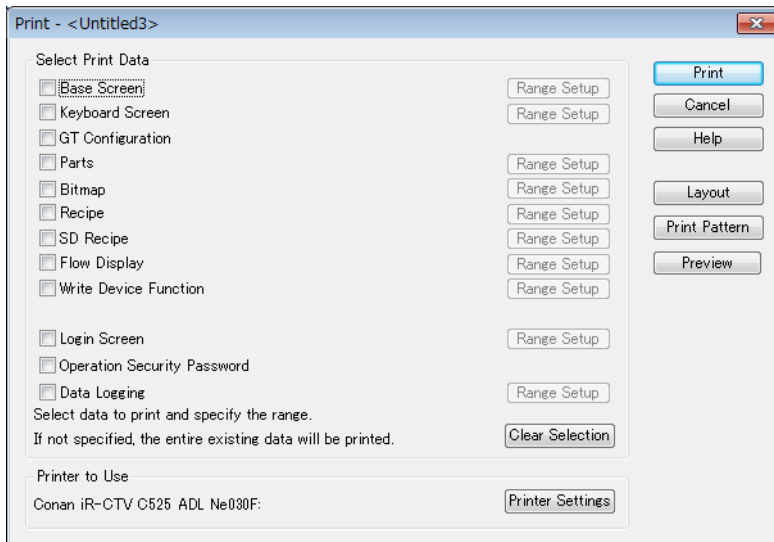 Print - <Untitled3>
Select Print Data
Base Screen Range Setup
Keyboard Screen Range Setup
GT Configuration
Parts Range Setup
Bitmap Range Setup
Recipe Range Setup
SD Recipe Range Setup
Flow Display Range Setup
Write Device Function Range Setup
Login Screen Range Setup
Operation Security Password
Data Logging Range Setup
Select data to print and specify the range.
If not specified, the entire existing data will be printed.
Clear Selection
Printer to Use
Conan iR-CTV C525 ADL Ne030F:
Printer Settings
Print
Cancel
Help
Layout
Print Pattern
Preview